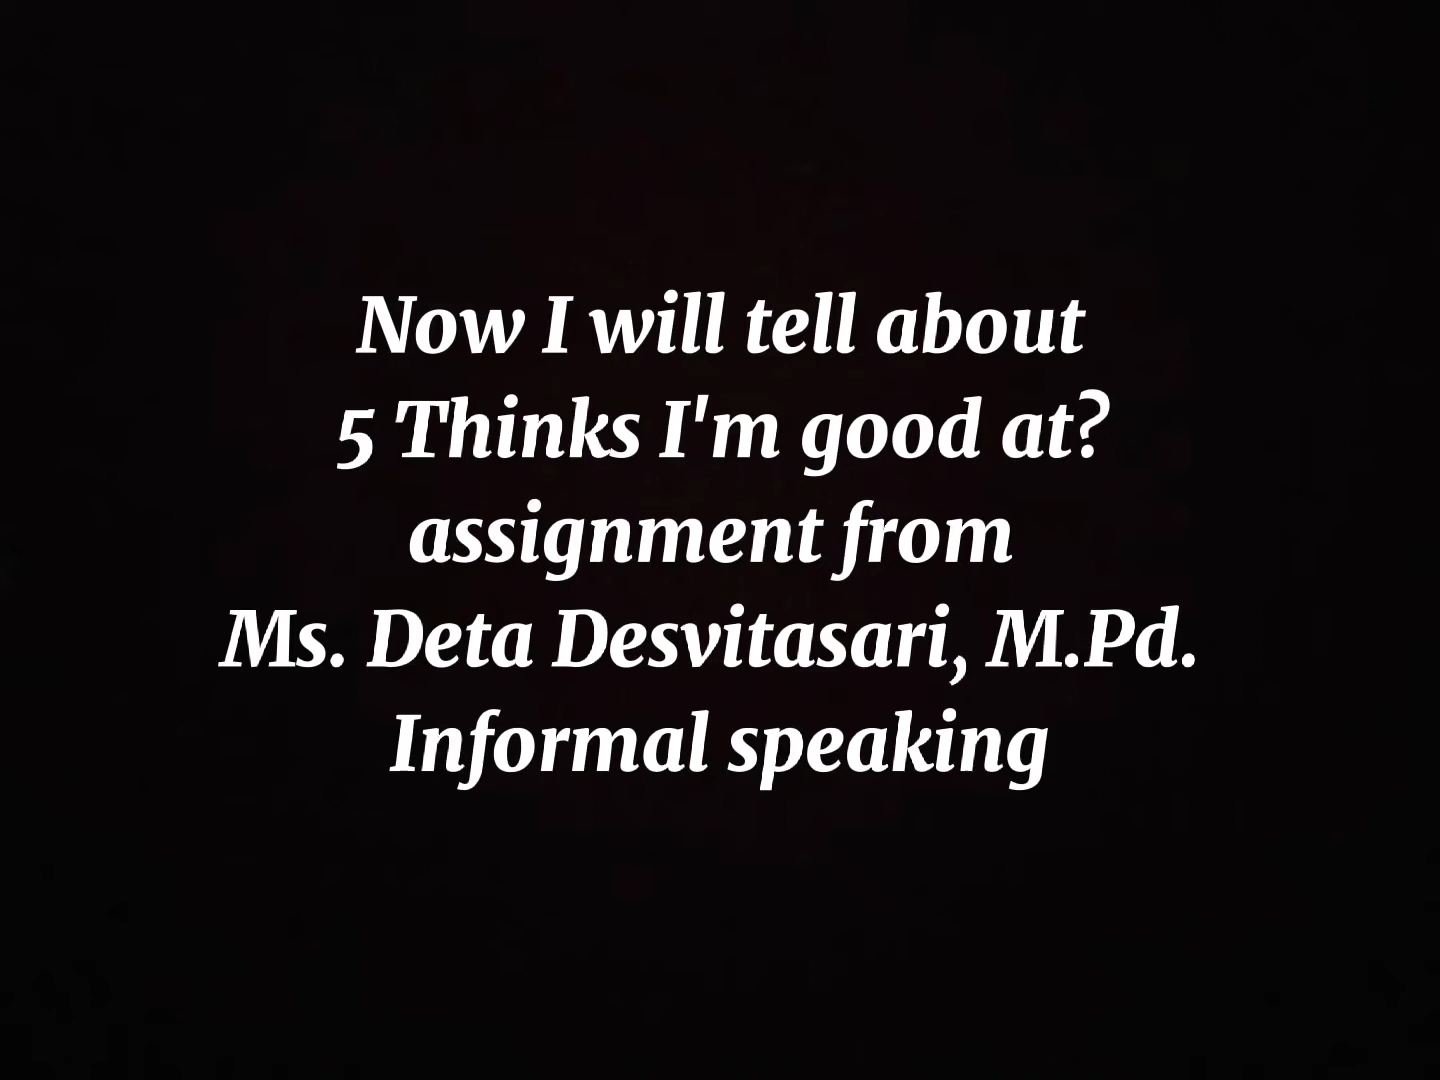 Now I will tell about
5 Thinks I'm good at?
assignment from
Ms. Deta Desvitasari, M.Pd.
Informal speaking